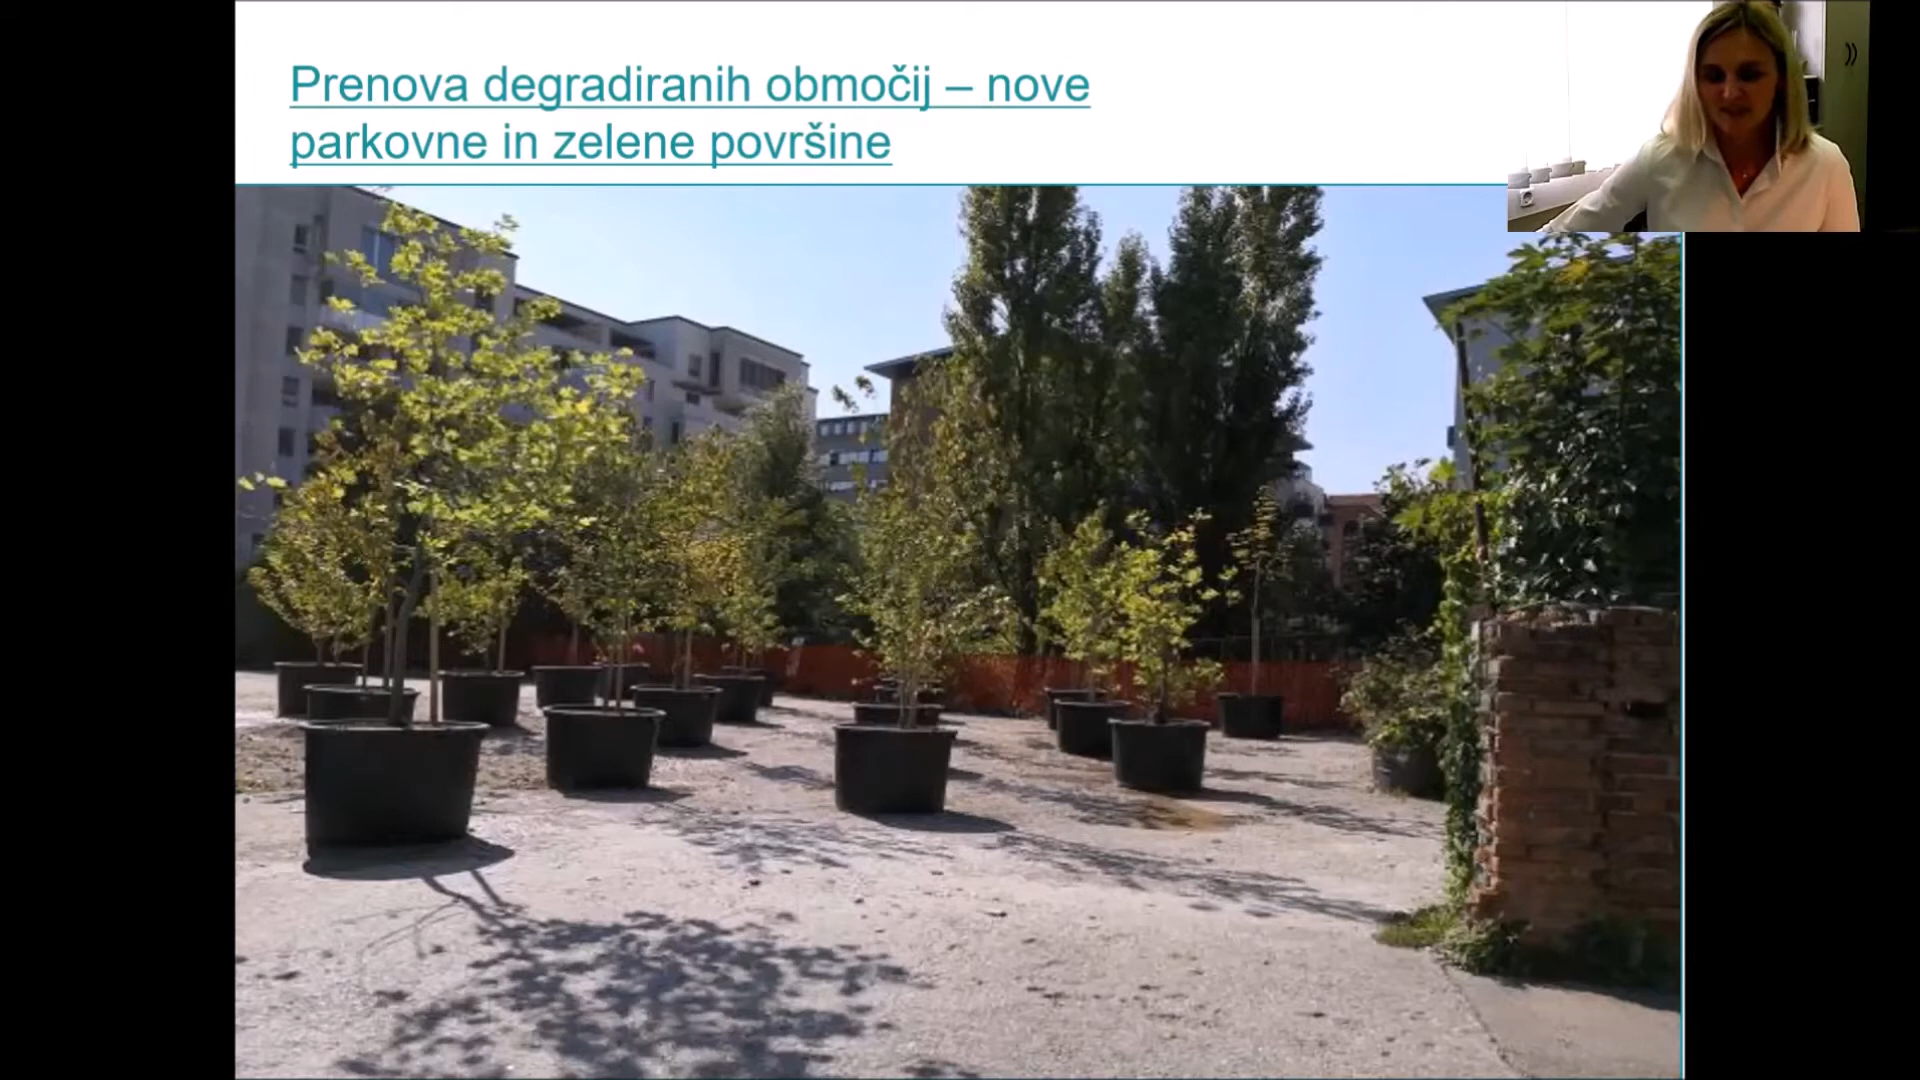 Prenova degradiranih območij – nove
parkovne in zelene površine